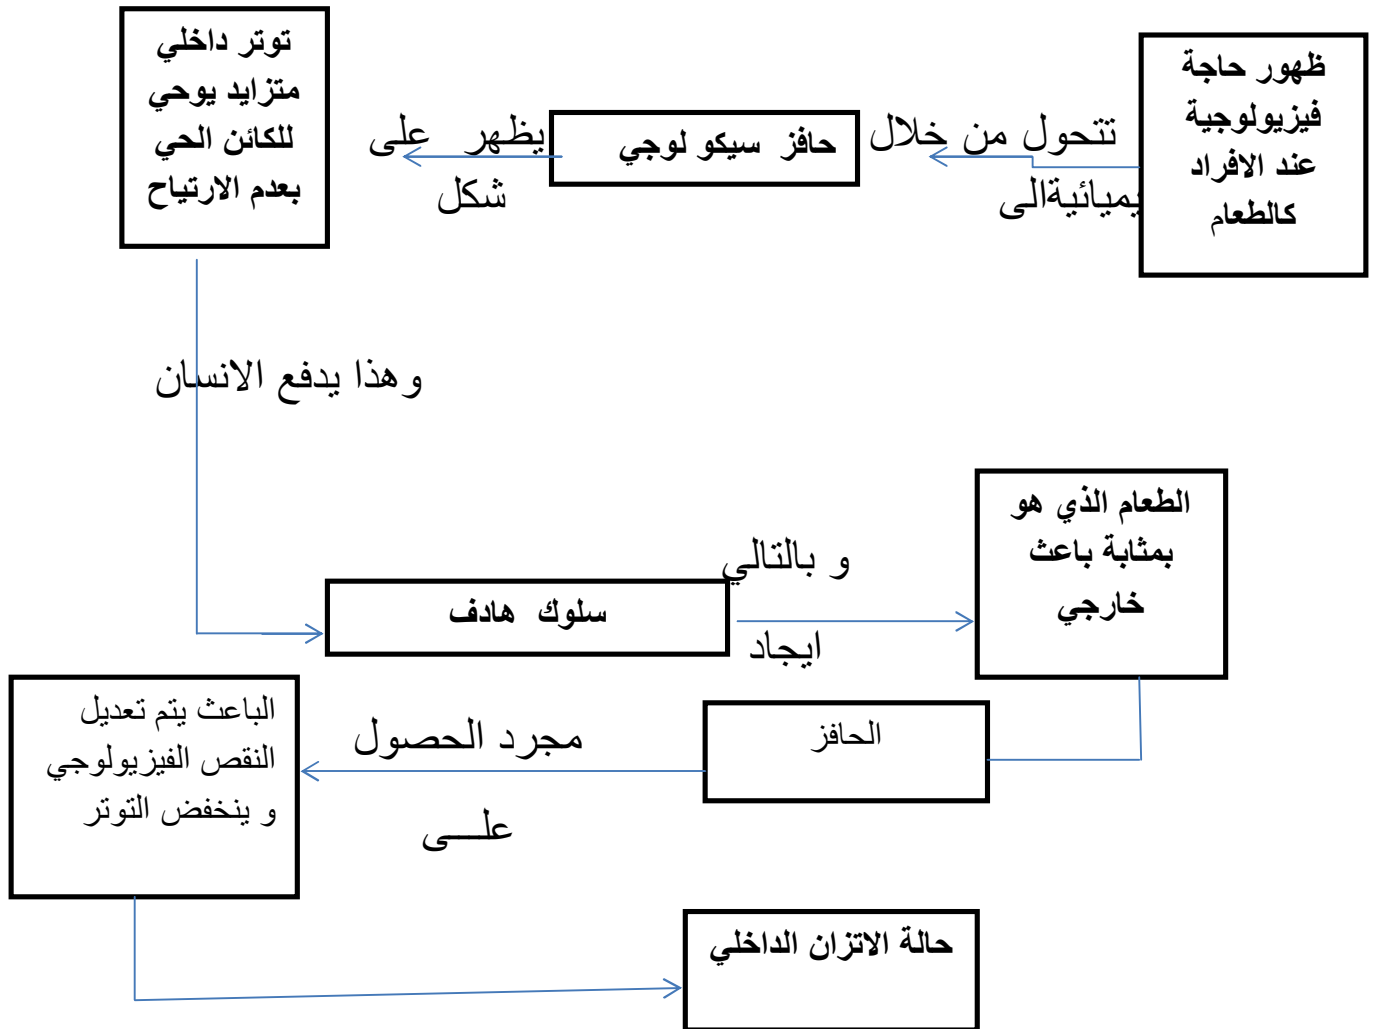 ظهور حاجة
فيزيولوجية
عند الافراد
كالطعام
تتحول من خلال
يميائيةالى
حافز سيكو لوجي
يظهر على
شكل
توتر داخلي
متزايد يوحي
للكائن الحي
بعدم الارتياح
وهذا يدفع الانسان
سلوك هادف
و بالتالي
ايجاد
الطعام الذي هو
بمثابة باعث
خارجي
الحافز
مجرد الحصول
علـــى
الباعث يتم تعديل
النقص الفيزيولوجي
و ينخفض التوتر
حالة الاتزان الداخلي